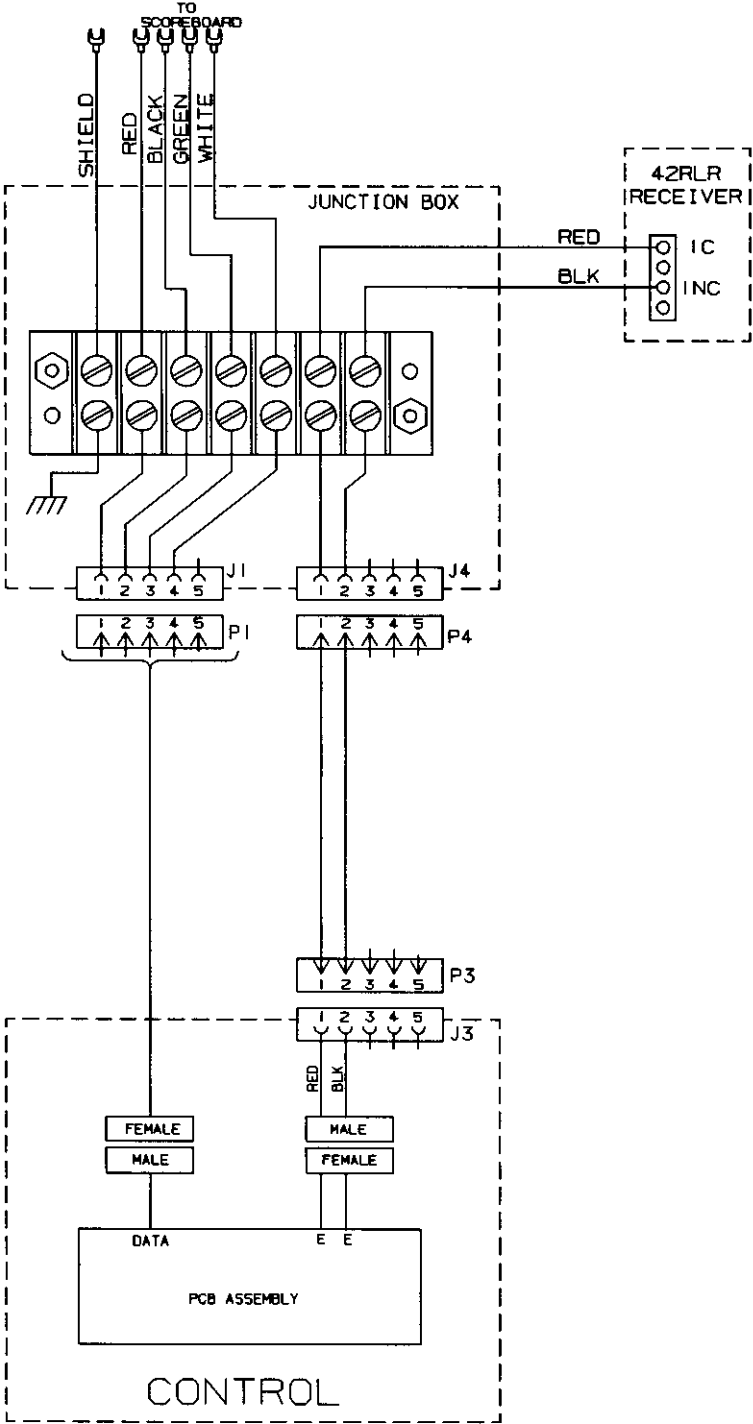 TO
SCOREBOARD
SHIELD
RED
BLACK
GREEN
WHITE
JUNCTION BOX
42RLR
RECEIVER
RED
1C
BLK
1NC
1 2 3 4 5
J1
1 2 3 4 5
J4
1 2 3 4 5
P1
1 2 3 4 5
P4
1 2 3 4 5
P3
1 2 3 4 5
J3
RED
BLK
FEMALE
MALE
MALE
FEMALE
DATA
E E
PCB ASSEMBLY
CONTROL